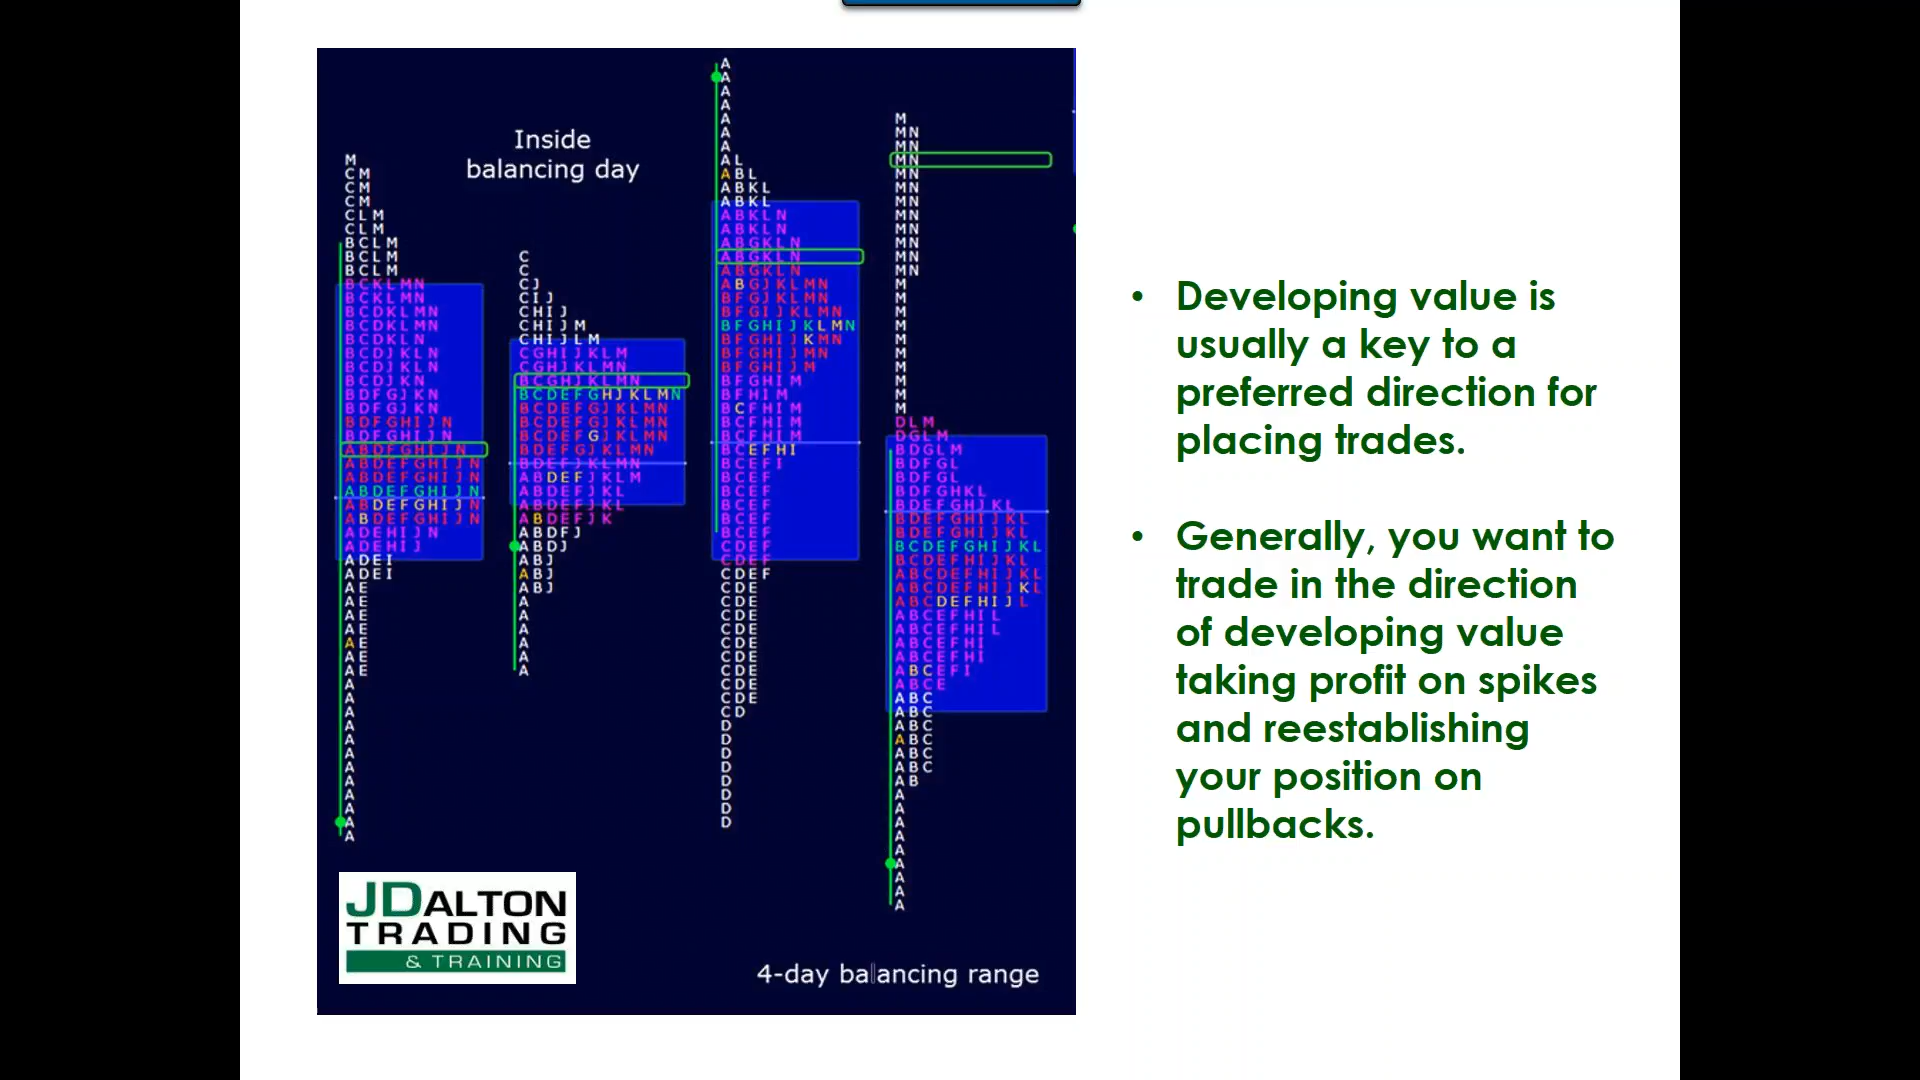 Inside
balancing day
M
C M
C M
C M
C L M
C L M
B C L M
B C L M
B C L M
B C K L M N
B C K L M N
B C D K L M N
B C D K L M N
B C D K L N
B C D J K L N
B C D J K L N
B C D J K N
B D F G J K N
B D F G J K N
B D F G H I J N
B D F G H I J N
A B D F G H I J N
A B D E F G H I J N
A B D E F G H I J N
A B D E F G H I J N
A B D E F G H I J N
A B D E F G H I J N
A D E H I J N
A D E H I J
A D E I
A D E I
A E
A E
A E
A E
A E
A E
A E
A
A
A
A
A
A
A
A
A
A
A
A
C
C
C J
C I J
C H I J
C H I J M
C H I J L M
C G H I J K L M
C G H J K L M N
B C G H J K L M N
B C D E F G H J K L M N
B C D E F G J K L M N
B C D E F G J K L M N
B C D E F G J K L M N
B D E F G J K L M N
B D E F J K L M N
A B D E F J K L M
A B D E F J K L
A B D E F J K L
A B D E F J K
A B D F J
A B D J
A B J
A B J
A B J
A
A
A
A
A
A
A
A
A
A
A
A
A
A L
A B L
A B K L
A B K L
A B K L N
A B K L N
A B G K L N
A B G K L N
A B G K L N
A B G J K L M N
B F G J K L M N
B F G I J K L M N
B F G H I J K L M N
B F G H I J K M N
B F G H I J M N
B F G H I J M
B F G H I M
B F H I M
B C F H I M
B C F H I M
B C F H I M
B C E F H I
B C E F I
B C E F
B C E F
B C E F
B C E F
B C E F
C D E F
C D E F
C D E F
C D E
C D E
C D E
C D E
C D E
C D E
C D E
C D E
C D E
C D
D
D
D
D
D
D
D
D
M
M N
M N
M N
M N
M N
M N
M N
M N
M N
M N
M N
M
M
M
M
M
M
M
M
M
M
D L M
D G L M
B D G L M
B D F G L
B D F G L
B D F G H K L
B D E F G H J K L
B D E F G H I J K L
B D E F G H I J K L
B C D E F G H I J K L
B C D E F H I J K L
A B C D E F H I J K L
A B C D E F H I J K L
A B C D E F H I J L
A B C E F H I L
A B C E F H I L
A B C E F H I
A B C E F H I
A B C E F I
A B C E
A B C
A B C
A B C
A B C
A B C
A B C
A B
A
A
A
A
A
A
A
A
A
4-day balancing range
JDALTON
TRADING
& TRAINING
• Developing value is
usually a key to a
preferred direction for
placing trades.
• Generally, you want to
trade in the direction
of developing value
taking profit on spikes
and reestablishing
your position on
pullbacks.